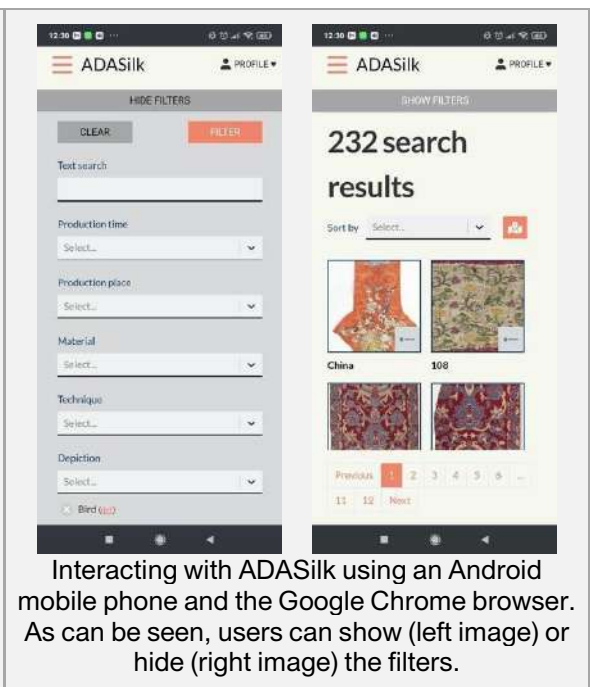 12:30
ADASilk
PROFILE
HIDE FILTERS
CLEAR
FILTER
Text search
Production time
Select...
Production place
Select...
Material
Select...
Technique
Select...
Depiction
Select...
Bird
12:30
ADASilk
PROFILE
SHOW FILTERS
232 search
results
Sort by Select...
China
108
Previous 1 2 3 4 5 6 ...
11 12 Next
Interacting with ADASilk using an Android
mobile phone and the Google Chrome browser.
As can be seen, users can show (left image) or
hide (right image) the filters.